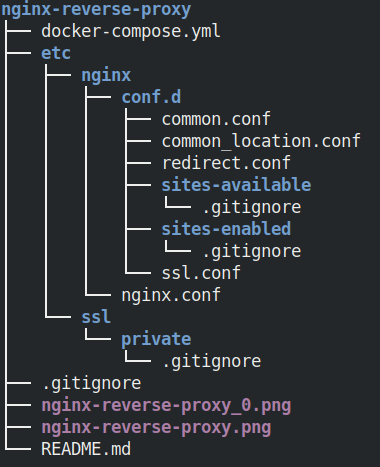 nginx-reverse-proxy
docker-compose.yml
etc
nginx
conf.d
common.conf
common_location.conf
redirect.conf
sites-available
.gitignore
sites-enabled
.gitignore
ssl.conf
nginx.conf
ssl
private
.gitignore
.gitignore
nginx-reverse-proxy_0.png
nginx-reverse-proxy.png
README.md